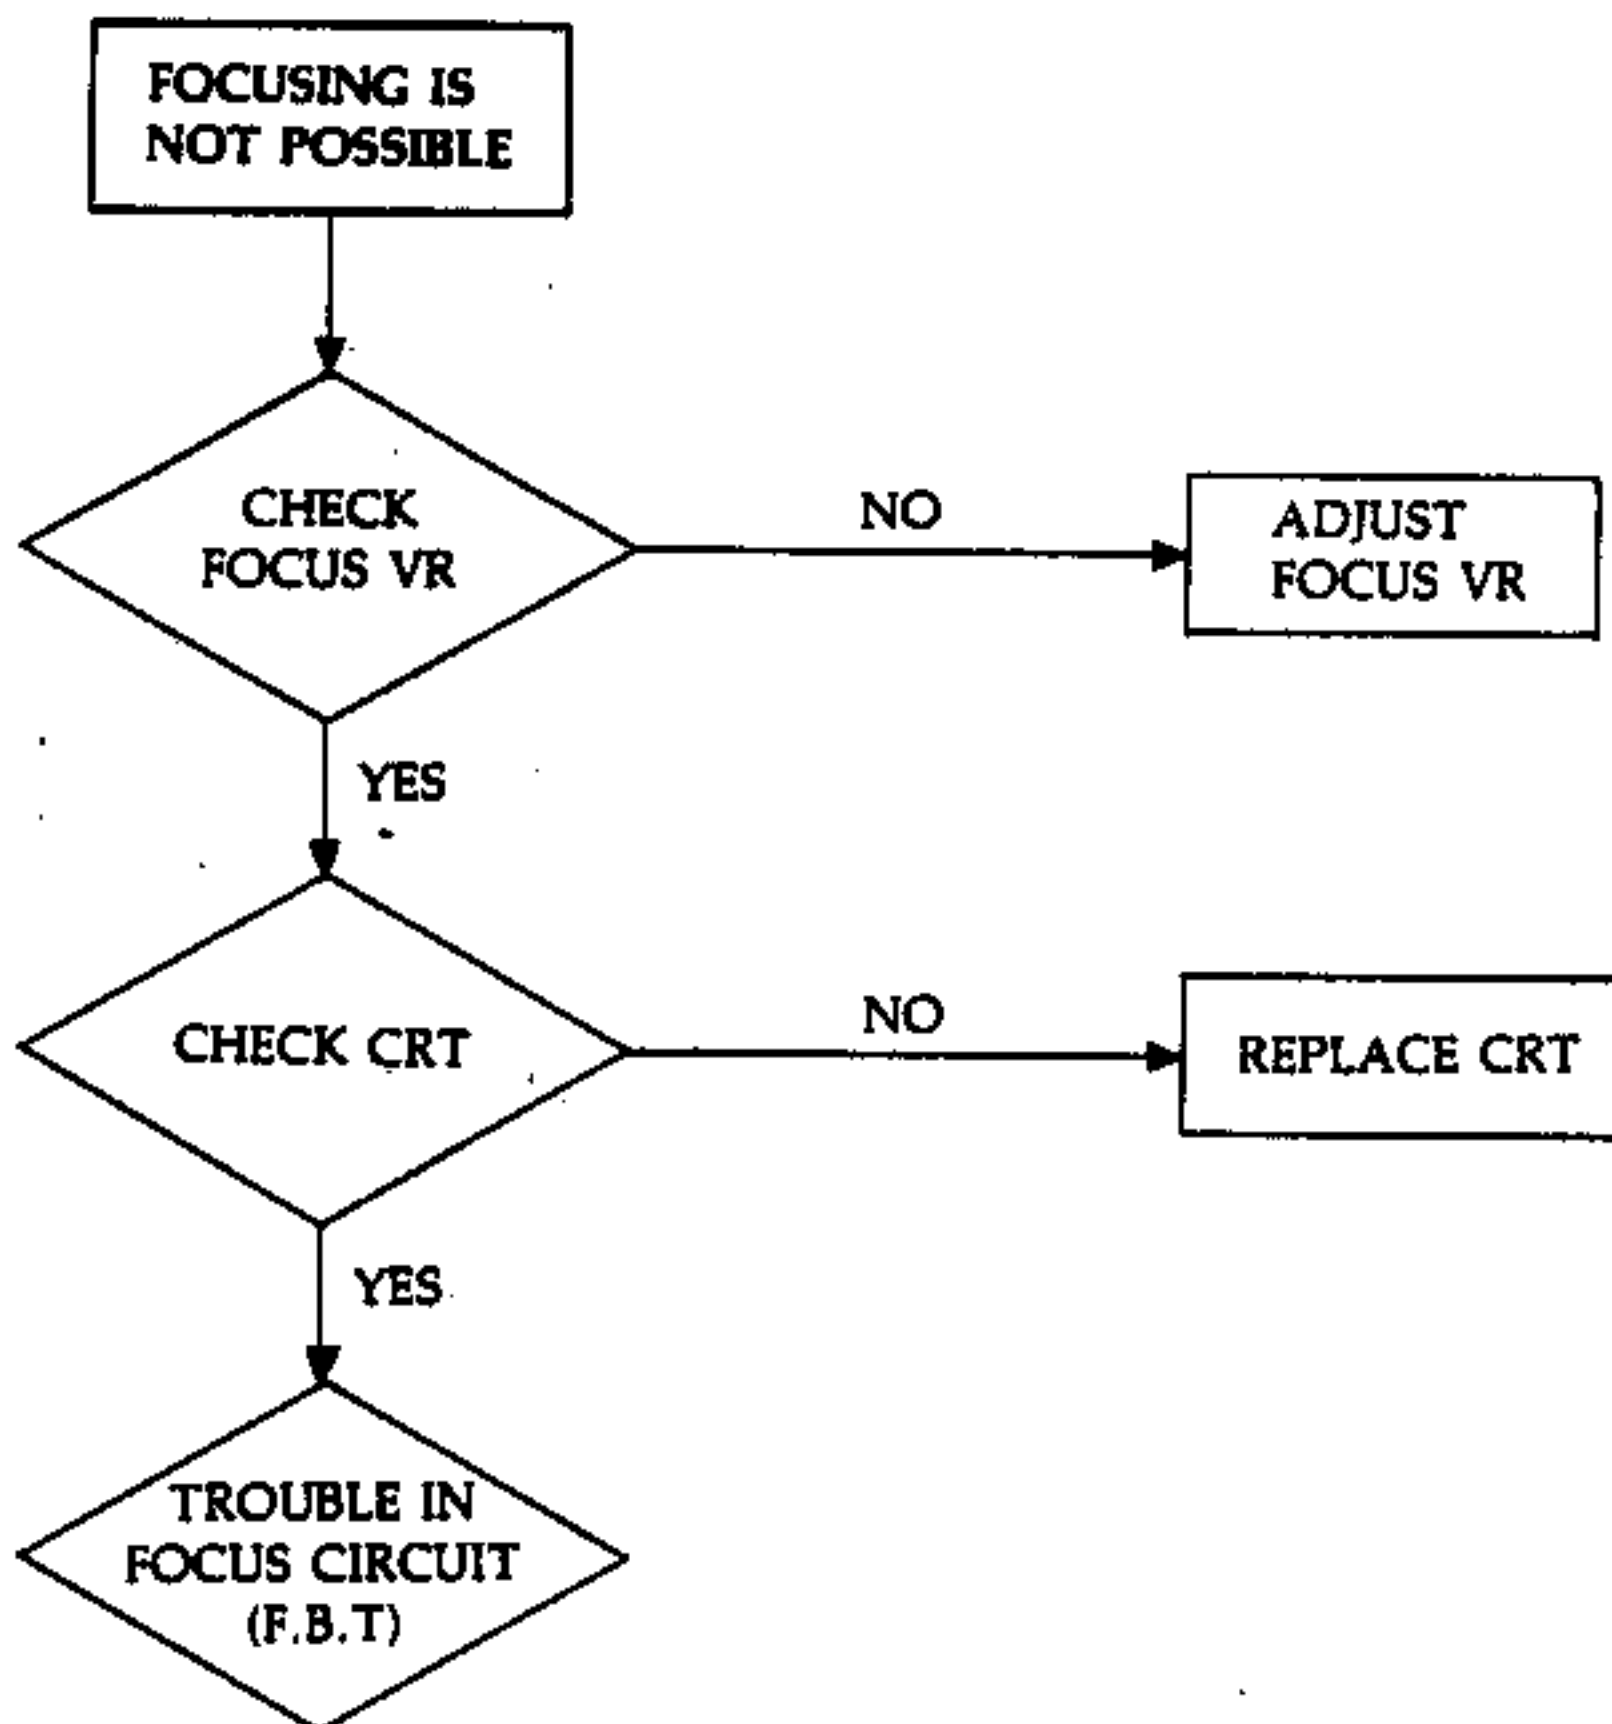 FOCUSING IS
NOT POSSIBLE
CHECK
FOCUS VR
NO
ADJUST
FOCUS VR
YES
CHECK CRT
NO
REPLACE CRT
YES
TROUBLE IN
FOCUS CIRCUIT
(F.B.T)